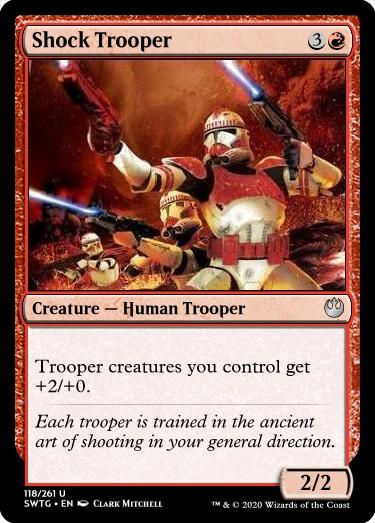 Shock Trooper 3
Creature — Human Trooper
Trooper creatures you control get
+2/+0.
Each trooper is trained in the ancient
art of shooting in your general direction.
2/2
118/261 U
SWTG • EN Clark Mitchell
™ & © 2020 Wizards of the Coast